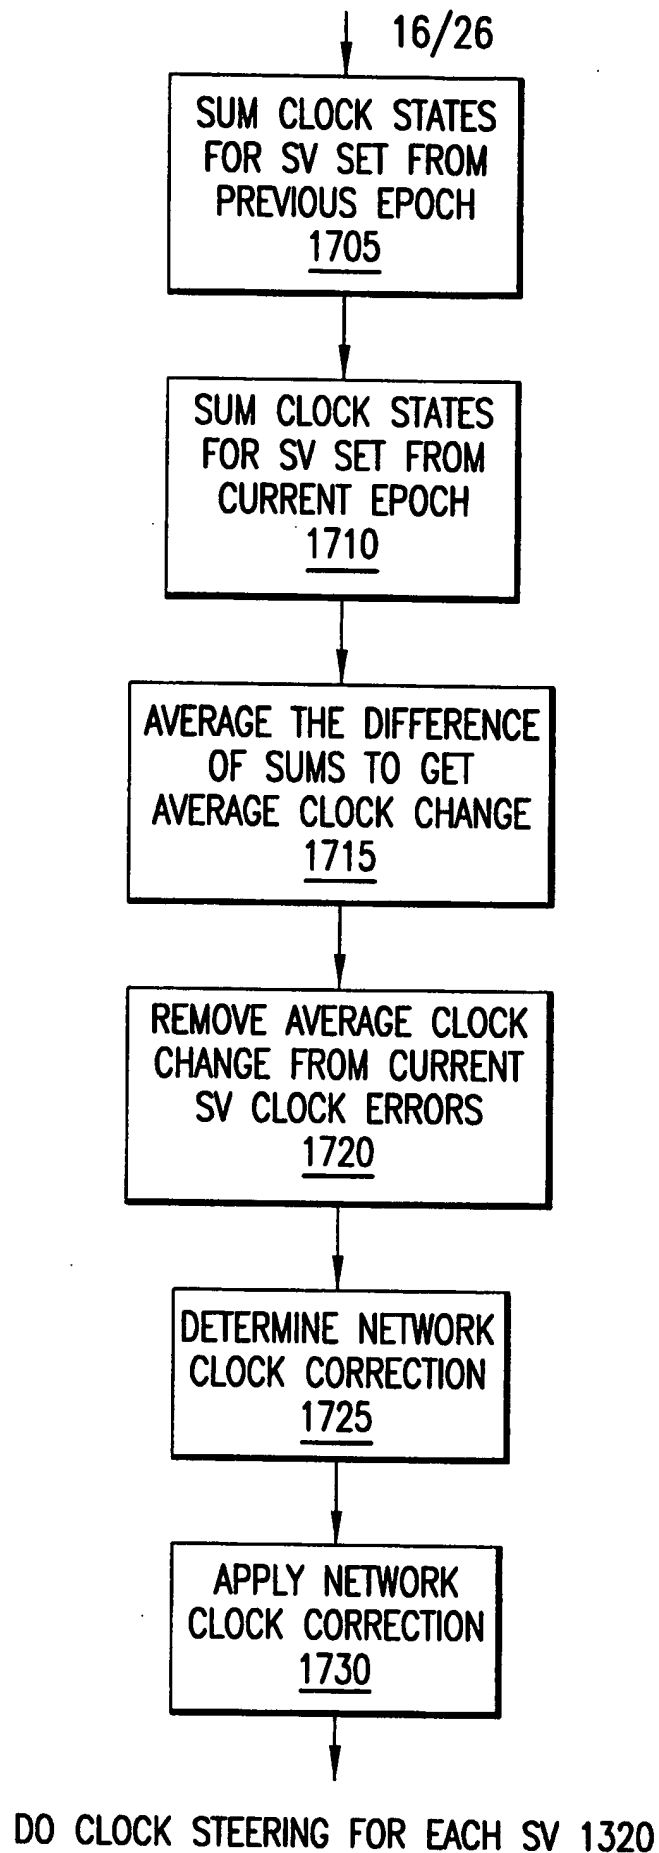 16/26
SUM CLOCK STATES
FOR SV SET FROM
PREVIOUS EPOCH
1705
SUM CLOCK STATES
FOR SV SET FROM
CURRENT EPOCH
1710
AVERAGE THE DIFFERENCE
OF SUMS TO GET
AVERAGE CLOCK CHANGE
1715
REMOVE AVERAGE CLOCK
CHANGE FROM CURRENT
SV CLOCK ERRORS
1720
DETERMINE NETWORK
CLOCK CORRECTION
1725
APPLY NETWORK
CLOCK CORRECTION
1730
DO CLOCK STEERING FOR EACH SV 1320